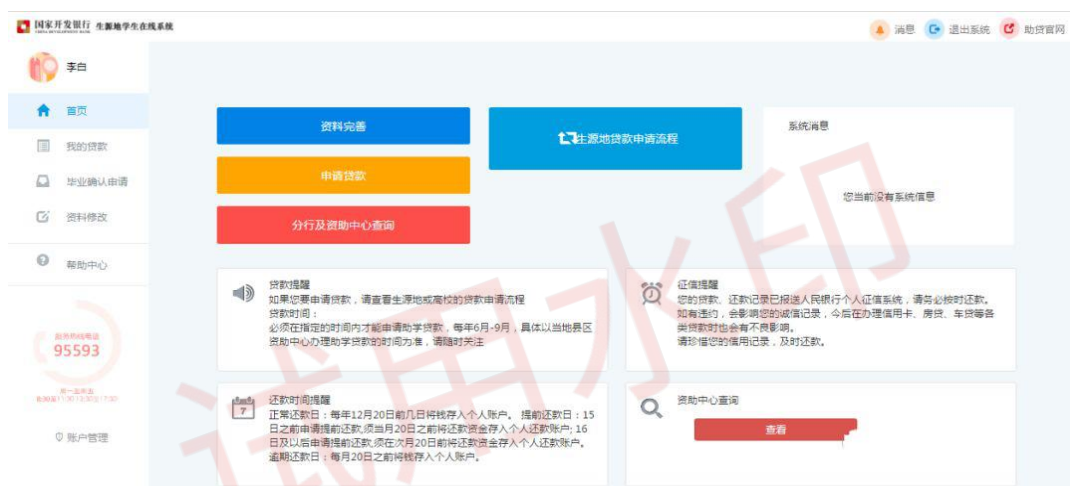 国家开发银行 生源地学生在线系统
CHINA DEVELOPMENT BANK
消息 退出系统 助贷官网
李白
首页
我的贷款
毕业确认申请
资料修改
帮助中心
服务热线电话
95593
周一至周五
账户管理
资料完善
申请贷款
分行及资助中心查询
生源地贷款申请流程
系统消息
您当前没有系统信息
贷款提醒
如果您要申请贷款，请查看生源地或高校的贷款申请流程
贷款时间：
必须在指定的时间内才能申请助学贷款，每年6月-9月，具体以当地县区
资助中心办理助学贷款的时间为准，请随时关注
征信提醒
您的贷款、还款记录已报送人民银行个人征信系统，请务必按时还款。
如有违约，会影响您的诚信记录，今后在办理信用卡、房贷、车贷等各
类贷款时也会有不良影响。
请珍惜您的信用记录，及时还款。
还款时间提醒
正常还款日：每年12月20日前几日将钱存入个人账户。 提前还款日：15
日之前申请提前还款,须当月20日之前将还款资金存入个人还款账户; 16
日及以后申请提前还款,须在次月20日前将还款资金存入个人还款账户。
逾期还款日：每月20日之前将钱存入个人账户。
资助中心查询
查看
试用水印